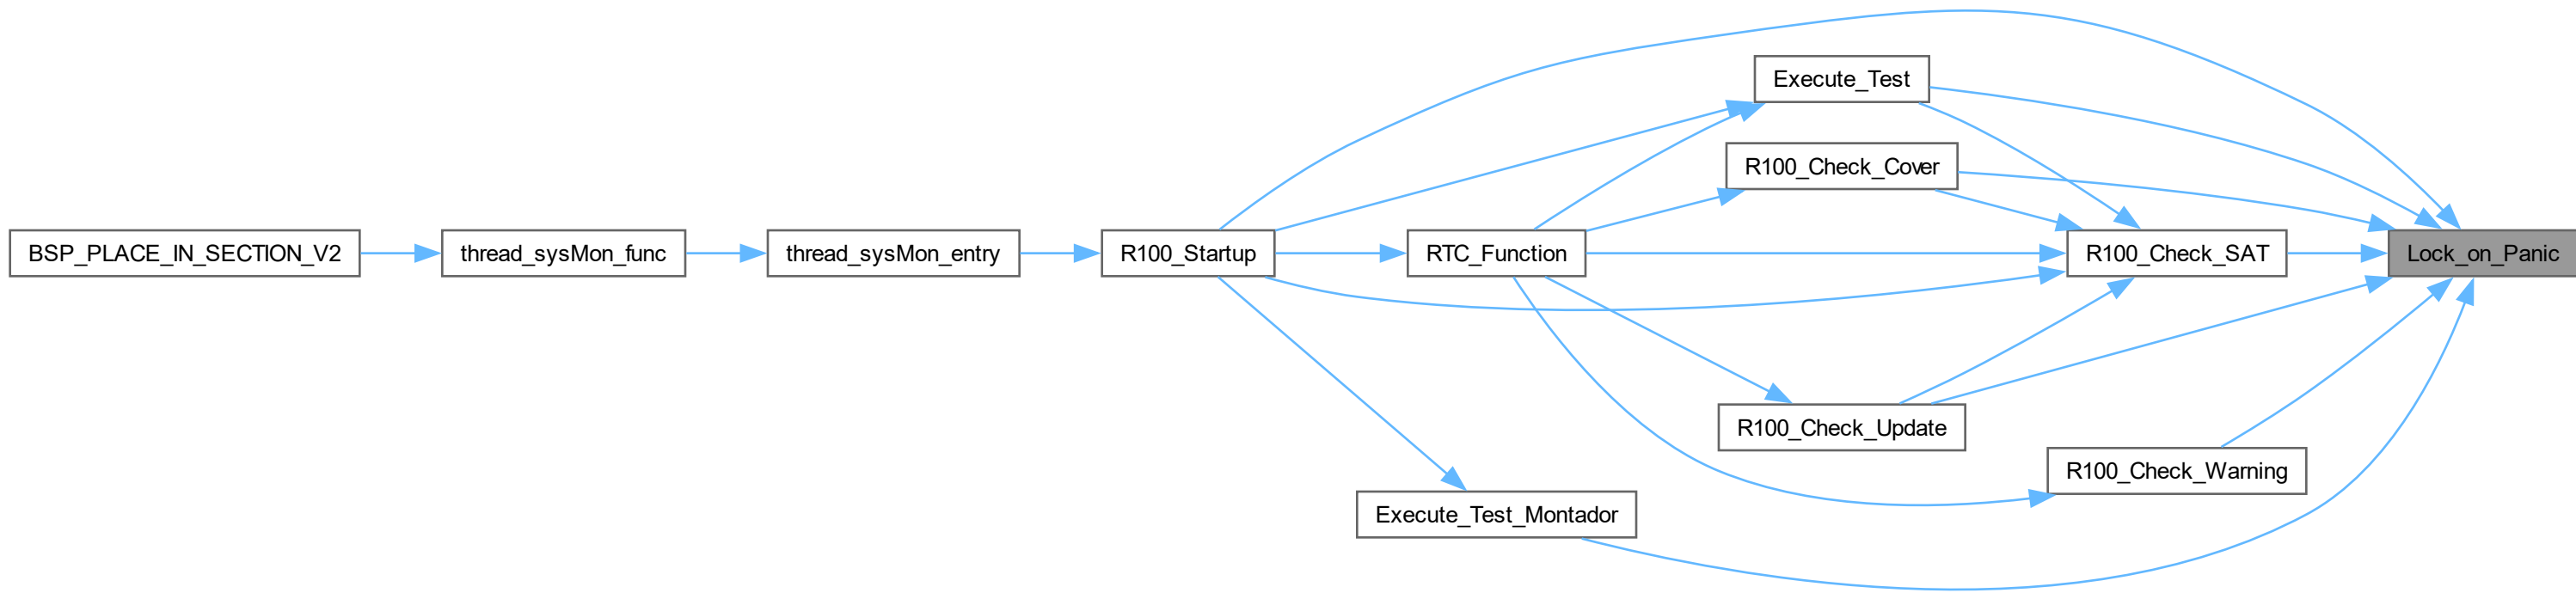 Execute_Test
R100_Check_Cover
BSP_PLACE_IN_SECTION_V2
thread_sysMon_func
thread_sysMon_entry
R100_Startup
RTC_Function
R100_Check_SAT
Lock_on_Panic
R100_Check_Update
R100_Check_Warning
Execute_Test_Montador